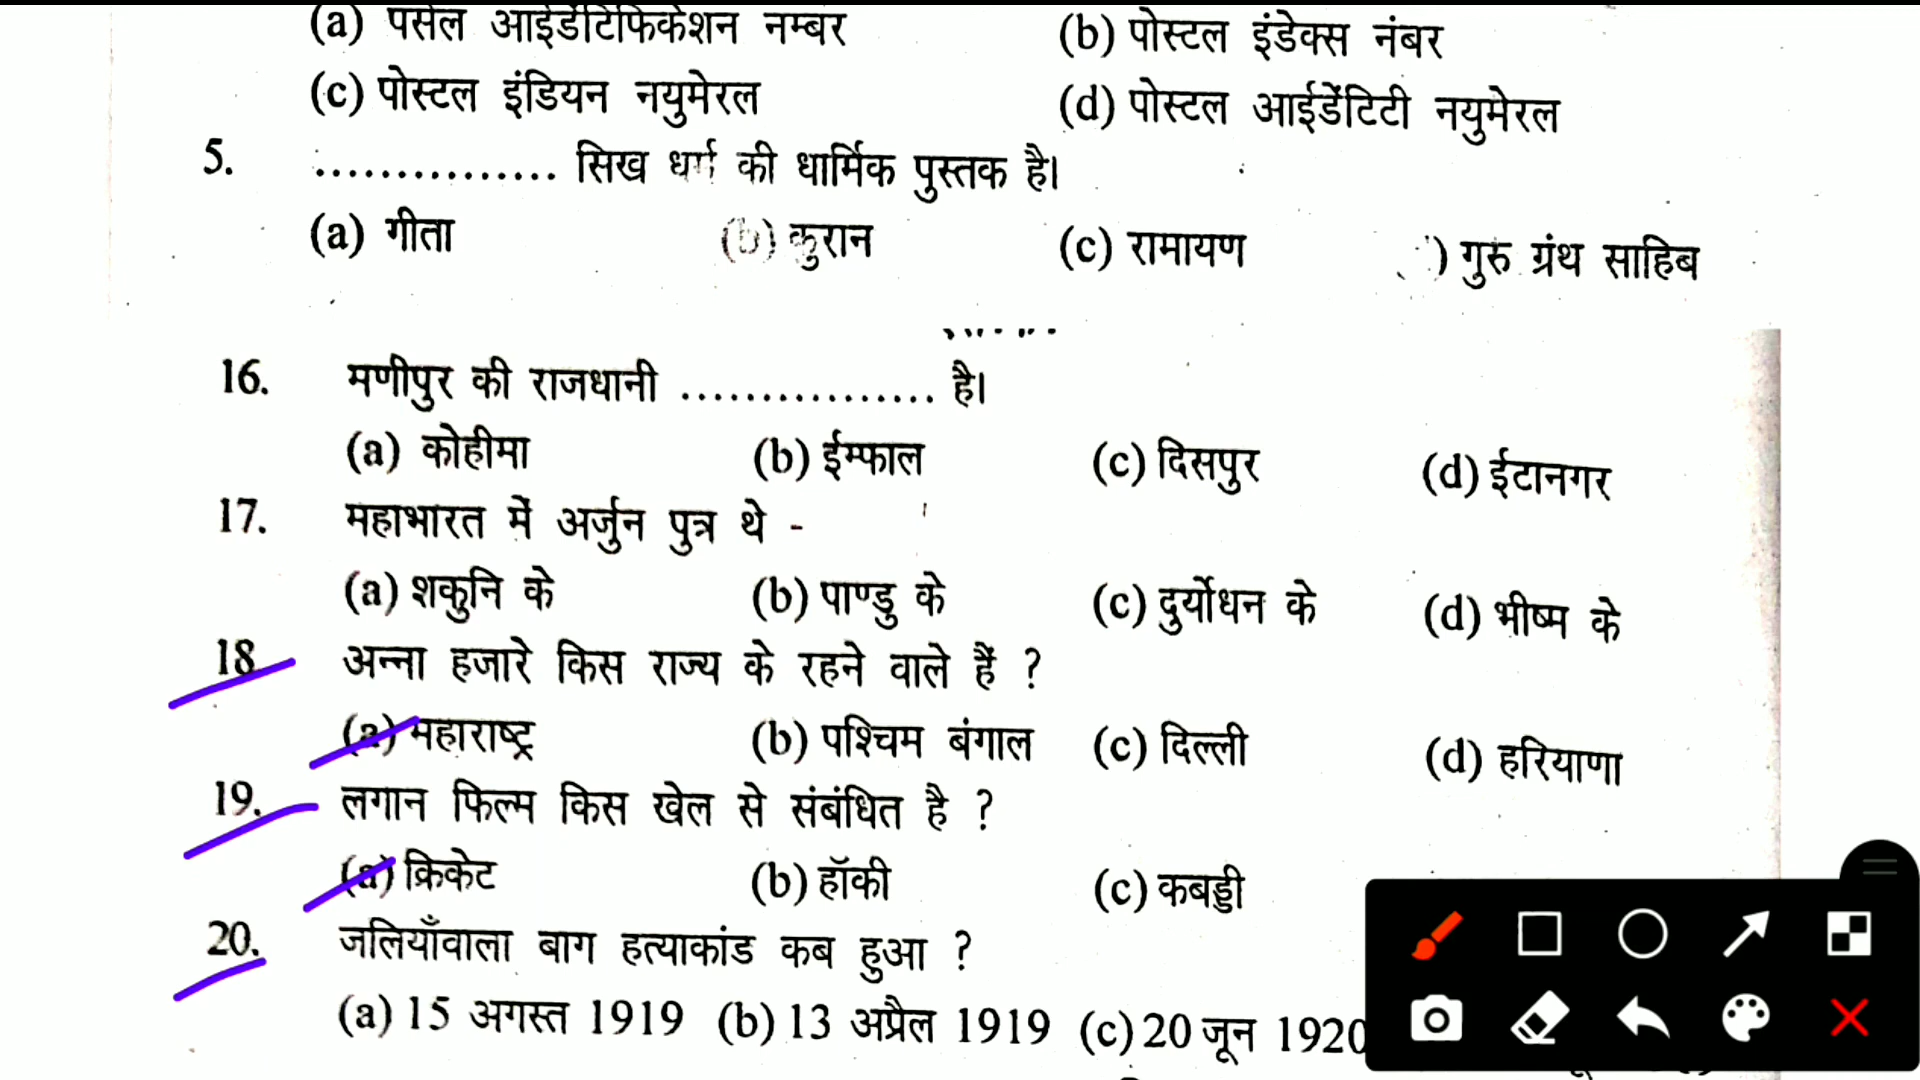 (a) पर्सल आईडेंटिफिकेशन नम्बर (b) पोस्टल इंडेक्स नंबर
(c) पोस्टल इंडियन नयुमेरल (d) पोस्टल आईडेंटिटी नयुमेरल
5. ............... सिख धर्म की धार्मिक पुस्तक है।
(a) गीता (b) कुरान (c) रामायण ) गुरु ग्रंथ साहिब
16. मणीपुर की राजधानी ................ है।
(a) कोहीमा (b) ईम्फाल (c) दिसपुर (d) ईटानगर
17. महाभारत में अर्जुन पुत्र थे -
(a) शकुनि के (b) पाण्डु के (c) दुर्योधन के (d) भीष्म के
18 अन्ना हजारे किस राज्य के रहने वाले हैं ?
(a) महाराष्ट्र (b) पश्चिम बंगाल (c) दिल्ली (d) हरियाणा
19. लगान फिल्म किस खेल से संबंधित है ?
(a) क्रिकेट (b) हॉकी (c) कबड्डी
20. जलियाँवाला बाग हत्याकांड कब हुआ ?
(a) 15 अगस्त 1919 (b) 13 अप्रैल 1919 (c) 20 जून 1920